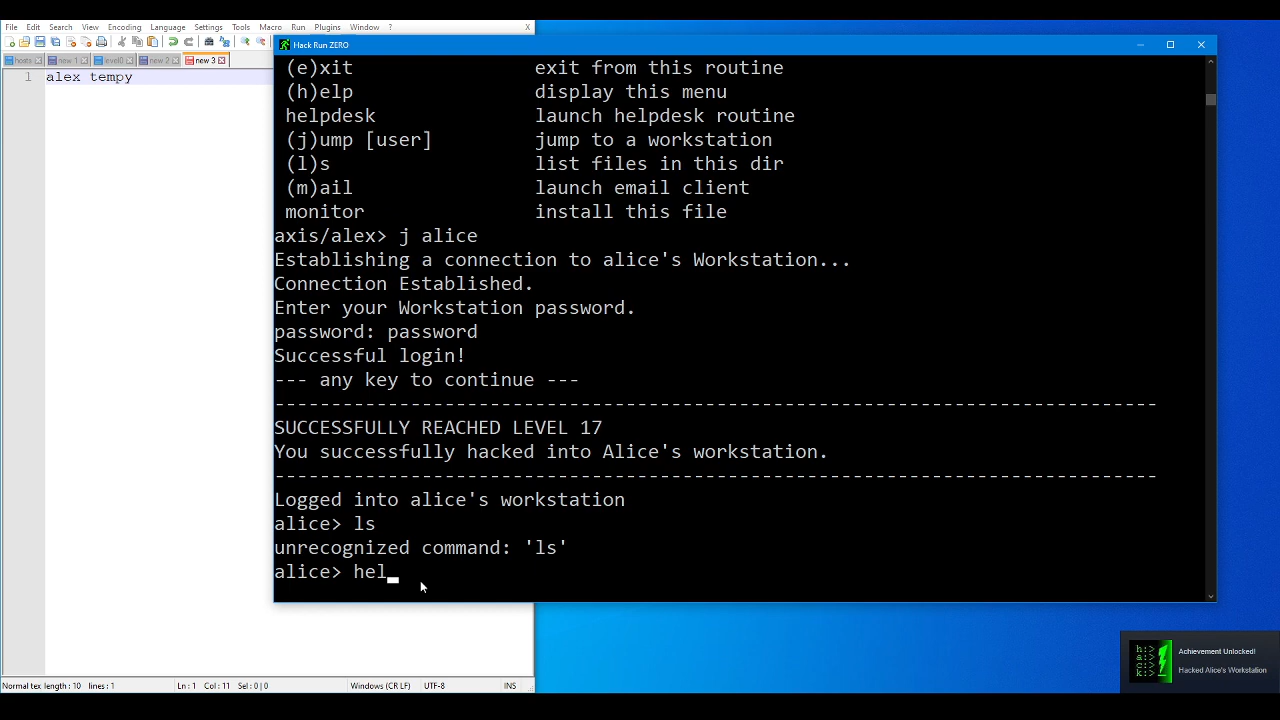 File Edit Search View Encoding Language Settings Tools Macro Run Plugins Window ? X
new 1 level0 new 2 new 3
1 alex tempy
Hack Run ZERO
(e)xit exit from this routine
(h)elp display this menu
helpdesk launch helpdesk routine
(j)ump [user] jump to a workstation
(l)s list files in this dir
(m)ail launch email client
monitor install this file
axis/alex> j alice
Establishing a connection to alice's Workstation...
Connection Established.
Enter your Workstation password.
password: password
Successful login!
--- any key to continue ---
------------------------------------------------------------------------------
SUCCESSFULLY REACHED LEVEL 17
You successfully hacked into Alice's workstation.
------------------------------------------------------------------------------
Logged into alice's workstation
alice> ls
unrecognized command: 'ls'
alice> hel_
h:>
a:>
c:>
k:>_
Achievement Unlocked!
Hacked Alice's Workstation
Normal tex length : 10 lines : 1 Ln : 1 Col : 11 Sel : 0 | 0 Windows (CR LF) UTF-8 INS